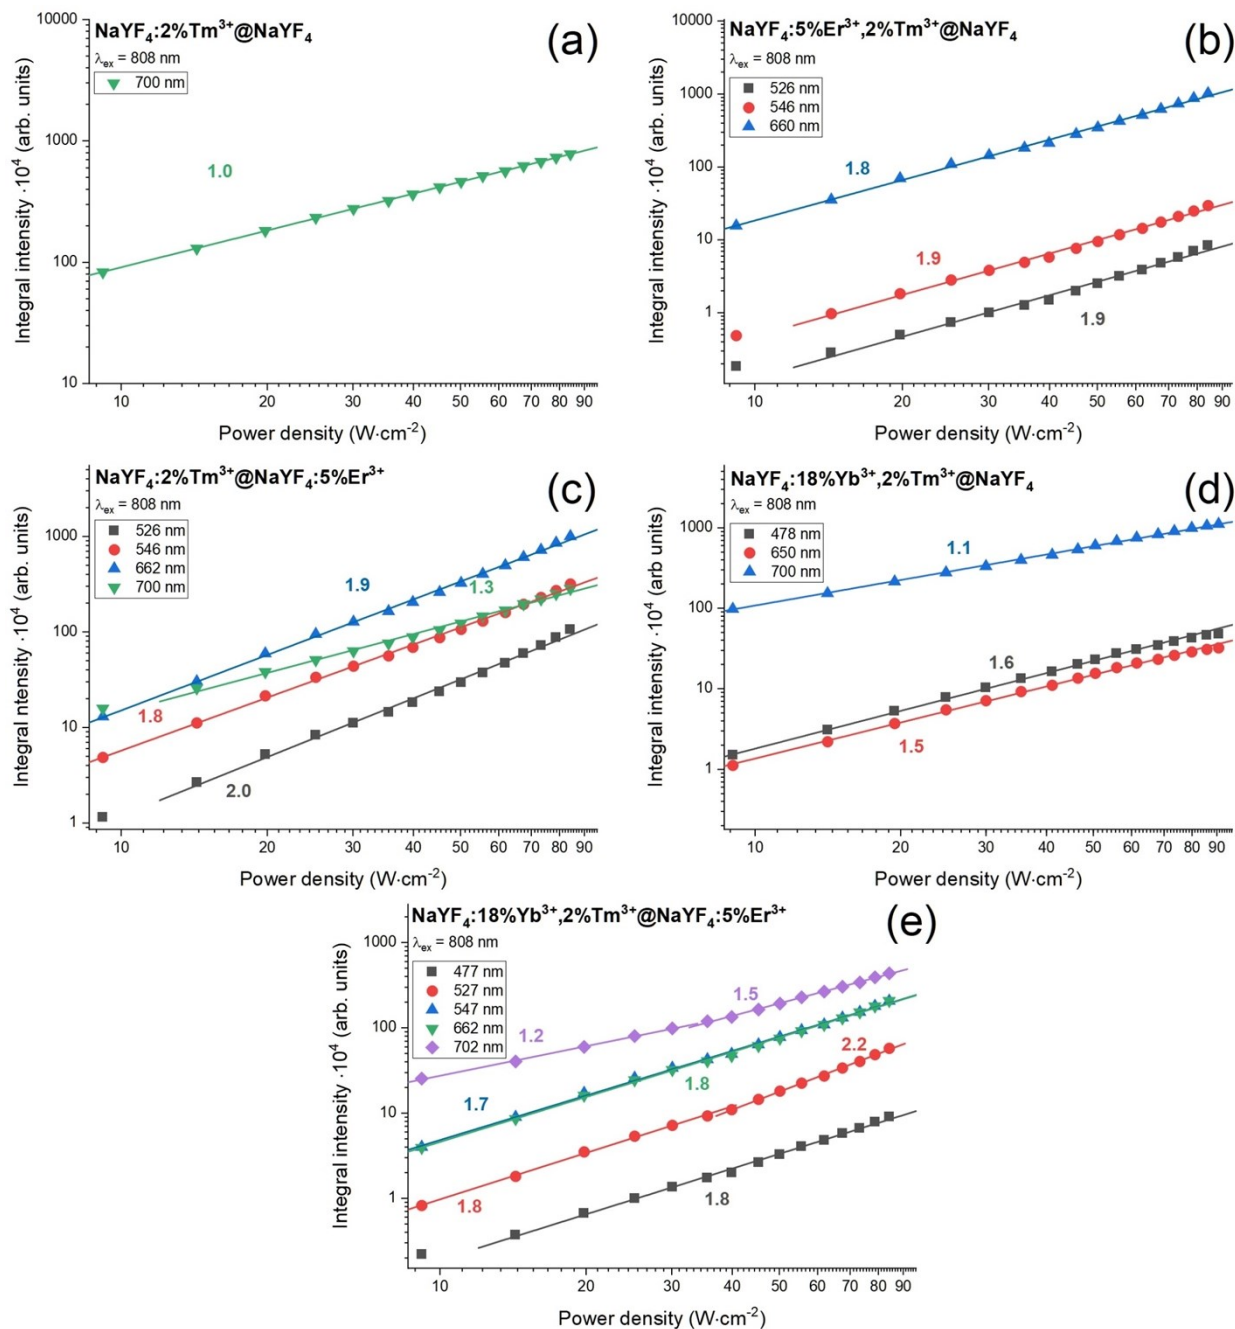 NaYF₄:2%Tm³⁺@NaYF₄
(a)
λₑₓ = 808 nm
700 nm
1.0
10000
1000
100
10
Integral intensity ·10⁴ (arb. units)
10 20 30 40 50 60 70 80 90
Power density (W·cm⁻²)
NaYF₄:5%Er³⁺,2%Tm³⁺@NaYF₄
(b)
λₑₓ = 808 nm
526 nm
546 nm
660 nm
1.8
1.9
1.9
10000
1000
100
10
1
Integral intensity ·10⁴ (arb. units)
10 20 30 40 50 60 70 80 90
Power density (W·cm⁻²)
NaYF₄:2%Tm³⁺@NaYF₄:5%Er³⁺
(c)
λₑₓ = 808 nm
526 nm
546 nm
662 nm
700 nm
1.9
1.3
1.8
2.0
1000
100
10
1
Integral intensity ·10⁴ (arb. units)
10 20 30 40 50 60 70 80 90
Power density (W·cm⁻²)
NaYF₄:18%Yb³⁺,2%Tm³⁺@NaYF₄
(d)
λₑₓ = 808 nm
478 nm
650 nm
700 nm
1.1
1.6
1.5
1000
100
10
1
Integral intensity ·10⁴ (arb units)
10 20 30 40 50 60 70 80 90
Power density (W·cm⁻²)
NaYF₄:18%Yb³⁺,2%Tm³⁺@NaYF₄:5%Er³⁺
(e)
λₑₓ = 808 nm
477 nm
527 nm
547 nm
662 nm
702 nm
1.5
1.2
2.2
1.8
1.7
1.8
1.8
1000
100
10
1
Integral intensity ·10⁴ (arb. units)
10 20 30 40 50 60 70 80 90
Power density (W·cm⁻²)